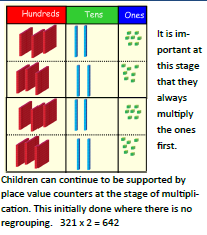 Hundreds Tens Ones
It is im-
portant at
this stage
that they
always
multiply
the ones
first.
Children can continue to be supported by
place value counters at the stage of multipli-
cation. This initially done where there is no
regrouping. 321 x 2 = 642